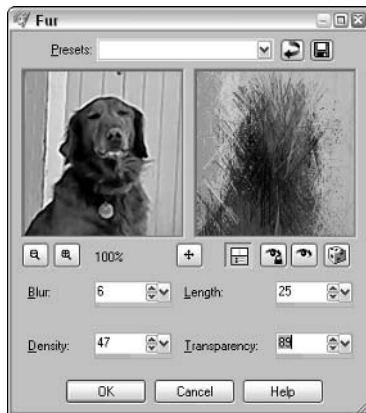 Fur
Presets:
100%
Blur: 6 Length: 25
Density: 47 Transparency: 89
OK Cancel Help